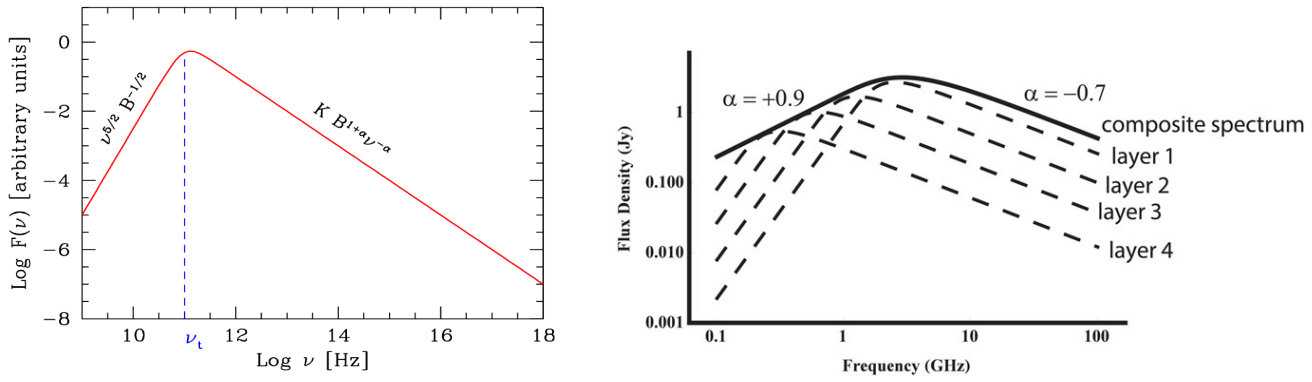 Log F(ν) [arbitrary units]
0
−2
−4
−6
−8
ν^{5/2} B^{−1/2}
K B^{1+α} ν^{−α}
10
12
14
16
18
ν_t
Log ν [Hz]
Flux Density (Jy)
1
0.100
0.010
0.001
α = +0.9
α = −0.7
composite spectrum
layer 1
layer 2
layer 3
layer 4
0.1
1
10
100
Frequency (GHz)